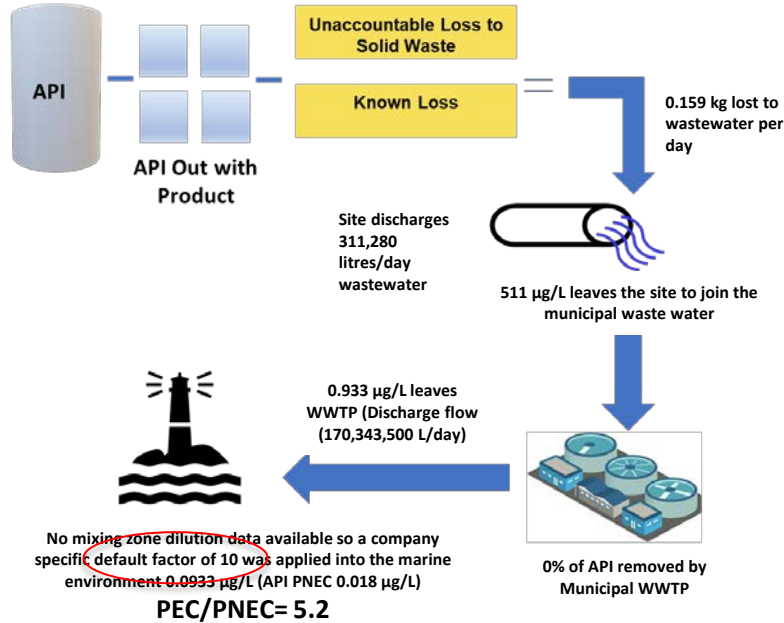 API
API Out with
Product
Unaccountable Loss to
Solid Waste
Known Loss
0.159 kg lost to
wastewater per
day
Site discharges
311,280
litres/day
wastewater
511 µg/L leaves the site to join the
municipal waste water
0.933 µg/L leaves
WWTP (Discharge flow
(170,343,500 L/day)
0% of API removed by
Municipal WWTP
No mixing zone dilution data available so a company
specific default factor of 10 was applied into the marine
environment 0.0933 µg/L (API PNEC 0.018 µg/L)
PEC/PNEC= 5.2